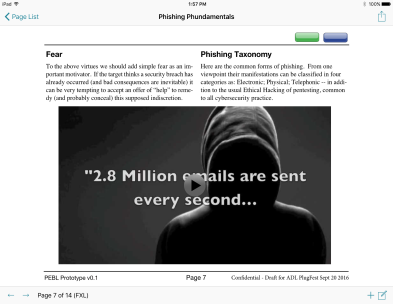 iPad
1:57 PM
100%
Page List
Phishing Phundamentals
Fear
To the above virtues we should add simple fear as an im-
portant motivator. If the target thinks a security breach has
already occurred (and bad consequences are inevitable) it
can be very tempting to accept an offer of "help" to reme-
dy (and probably conceal) this supposed indiscretion.
Phishing Taxonomy
Here are the common forms of phishing. From one
viewpoint their manifestations can be classified in four
categories as: Electronic; Physical; Telephonic -- in addi-
tion to the usual Ethical Hacking of pentesting, common
to all cybersecurity practice.
"2.8 Million emails are sent
every second...
PEBL Prototype v0.1
Page 7
Confidential - Draft for ADL PlugFest Sept 20 2016
Page 7 of 14 (FXL)